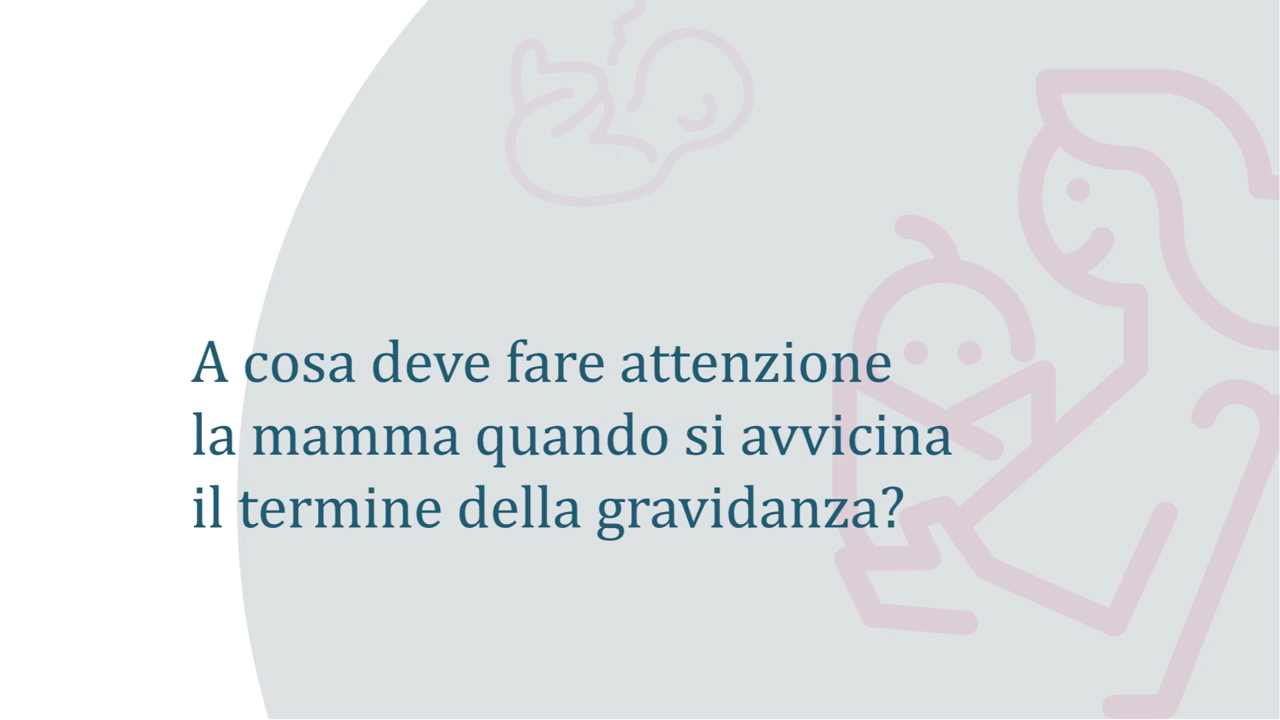 A cosa deve fare attenzione
la mamma quando si avvicina
il termine della gravidanza?